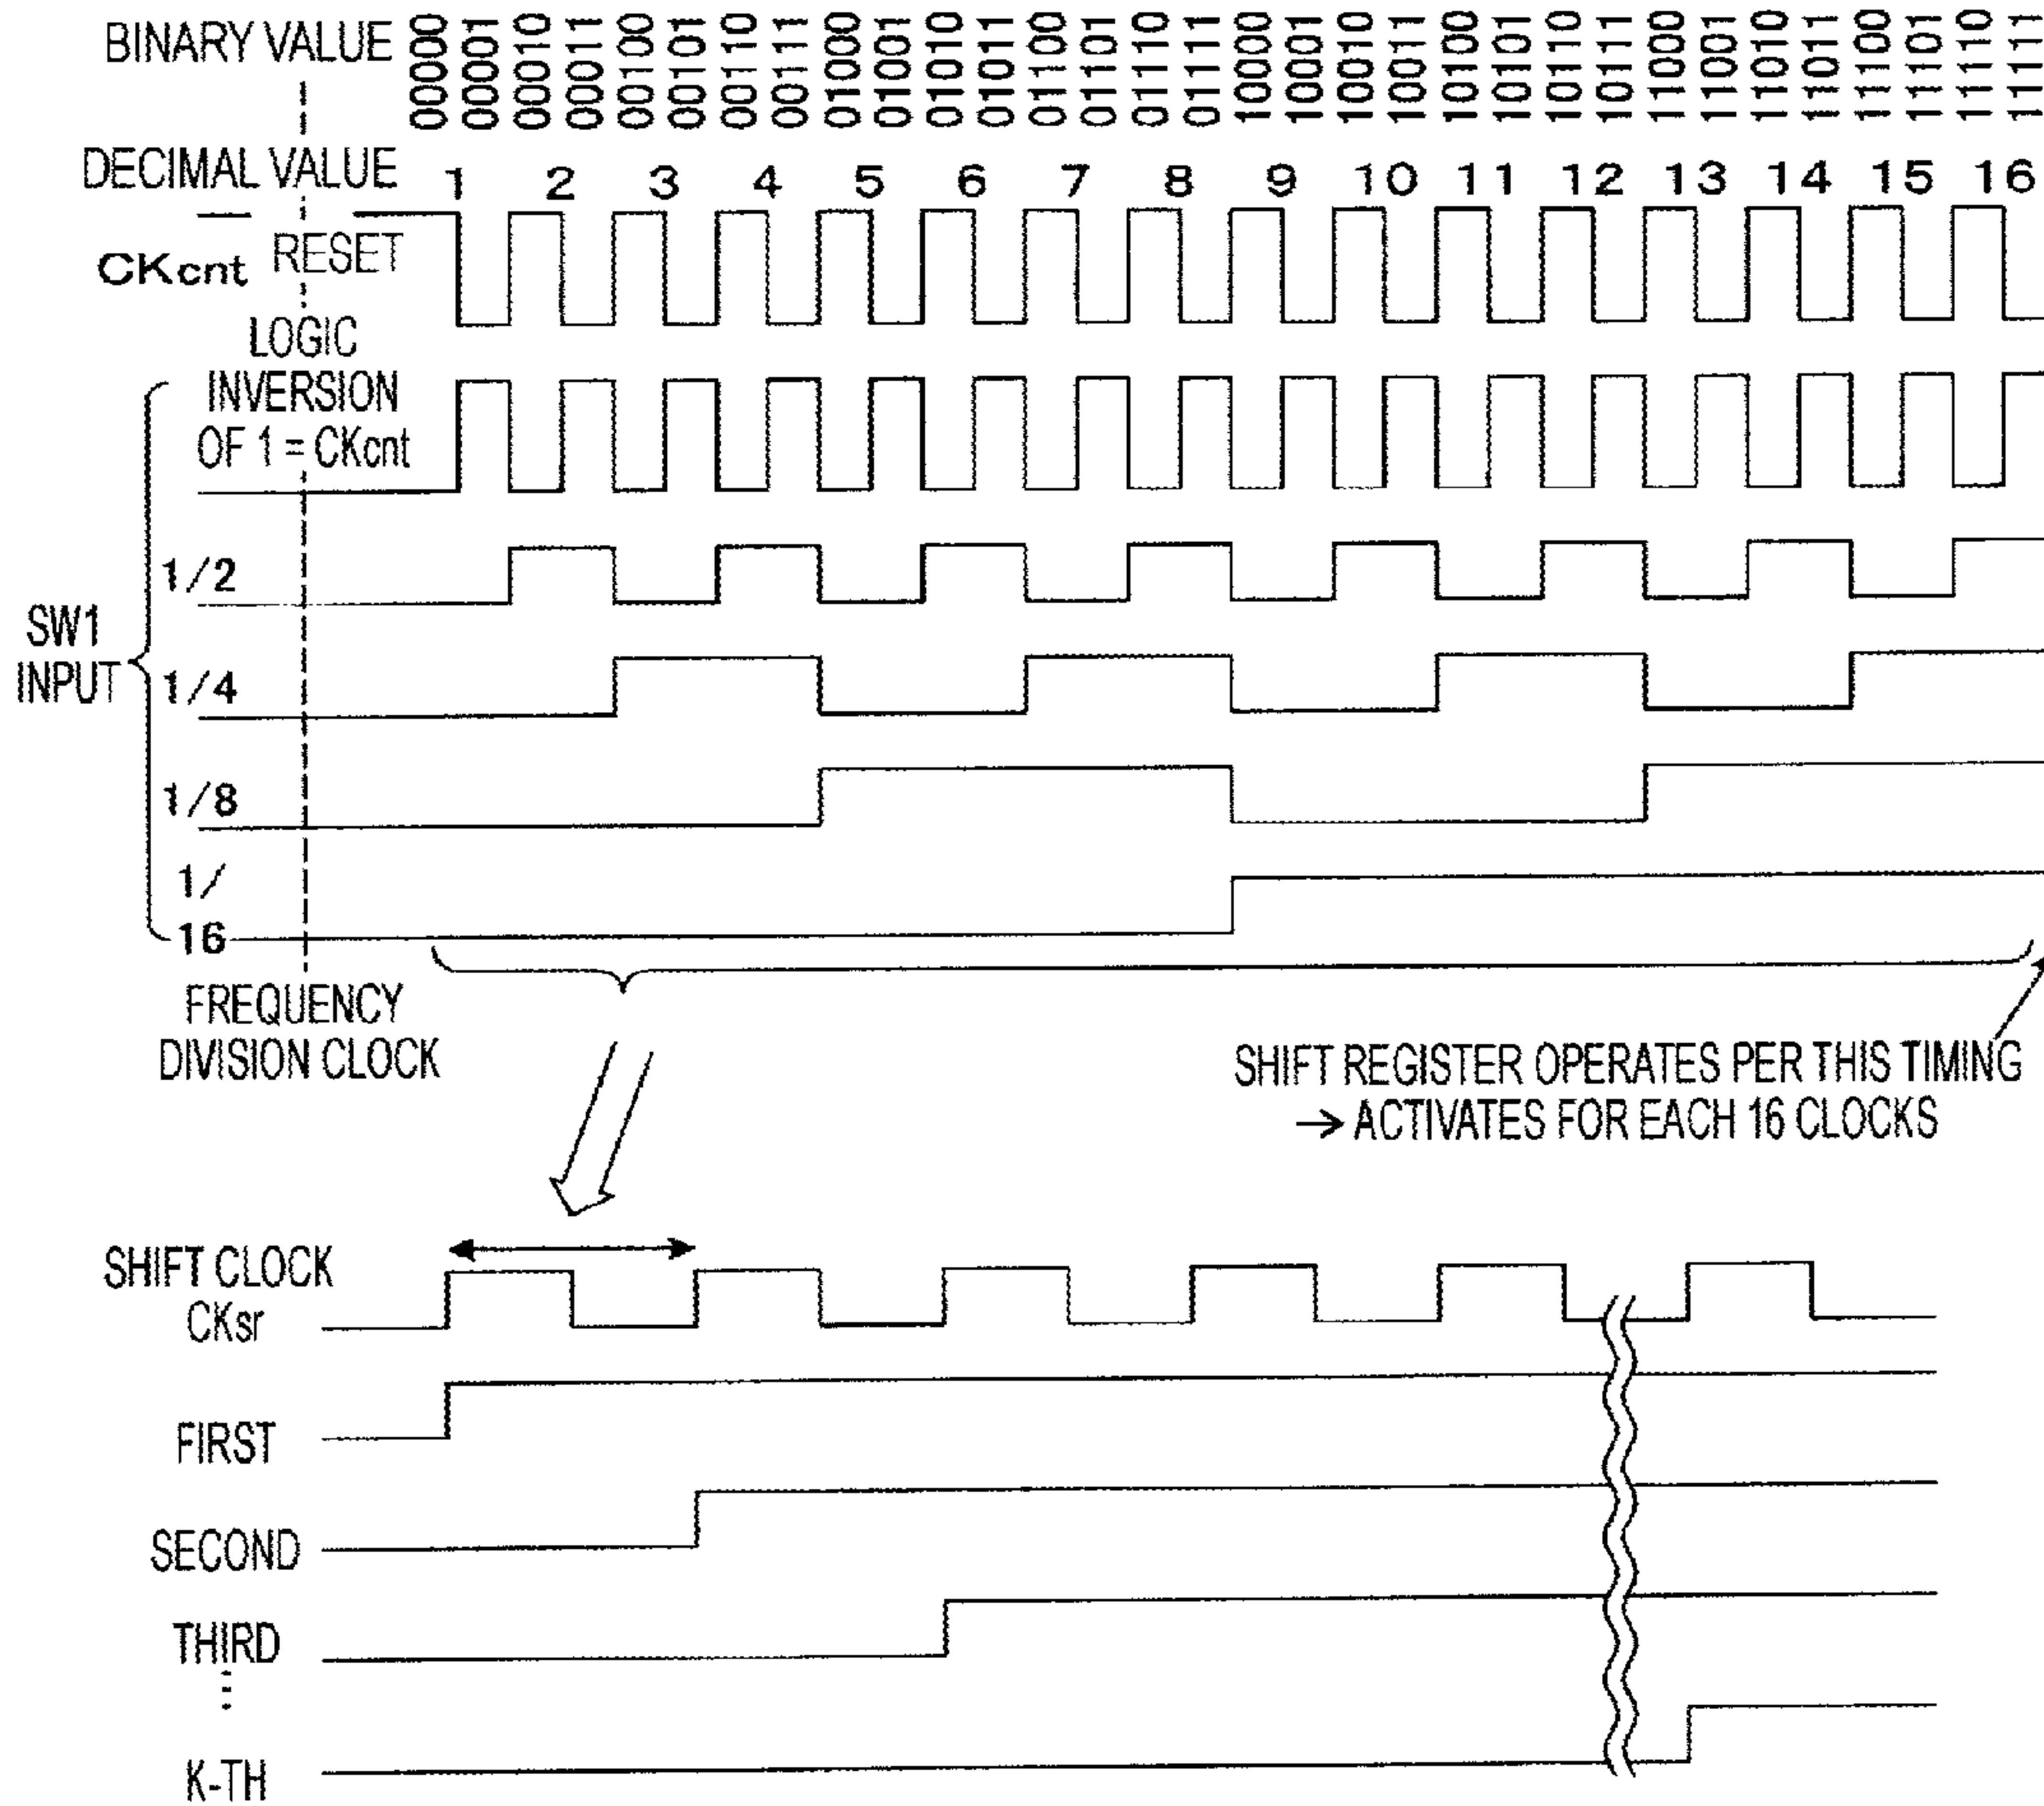 BINARY VALUE 00000 00001 00010 00011 00100 00101 00110 00111 01000 01001 01010 01011 01100 01101 01110 01111 10000 10001 10010 10011 10100 10101 10110 10111 11000 11001 11010 11011 11100 11101 11110 11111
DECIMAL VALUE 1 2 3 4 5 6 7 8 9 10 11 12 13 14 15 16
CKcnt RESET
LOGIC
INVERSION
OF 1 = CKcnt
1/2
SW1
INPUT
1/4
1/8
1/
16
FREQUENCY
DIVISION CLOCK
SHIFT REGISTER OPERATES PER THIS TIMING
→ ACTIVATES FOR EACH 16 CLOCKS
SHIFT CLOCK
CKsr
FIRST
SECOND
THIRD
⋮
K-TH